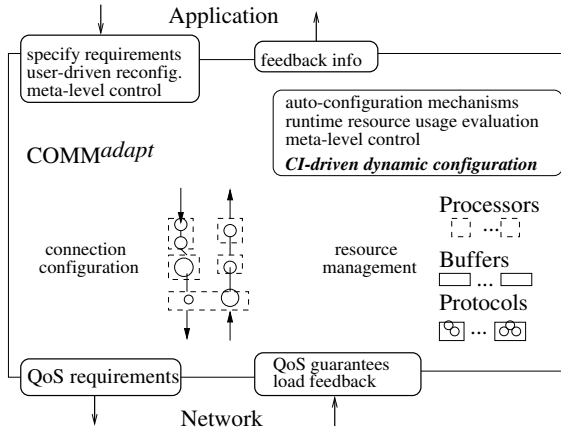 Application
specify requirements
user-driven reconfig.
meta-level control
feedback info
auto-configuration mechanisms
runtime resource usage evaluation
meta-level control
CI-driven dynamic configuration
COMMadapt
connection
configuration
resource
management
Processors
...
Buffers
...
Protocols
...
QoS requirements
QoS guarantees
load feedback
Network